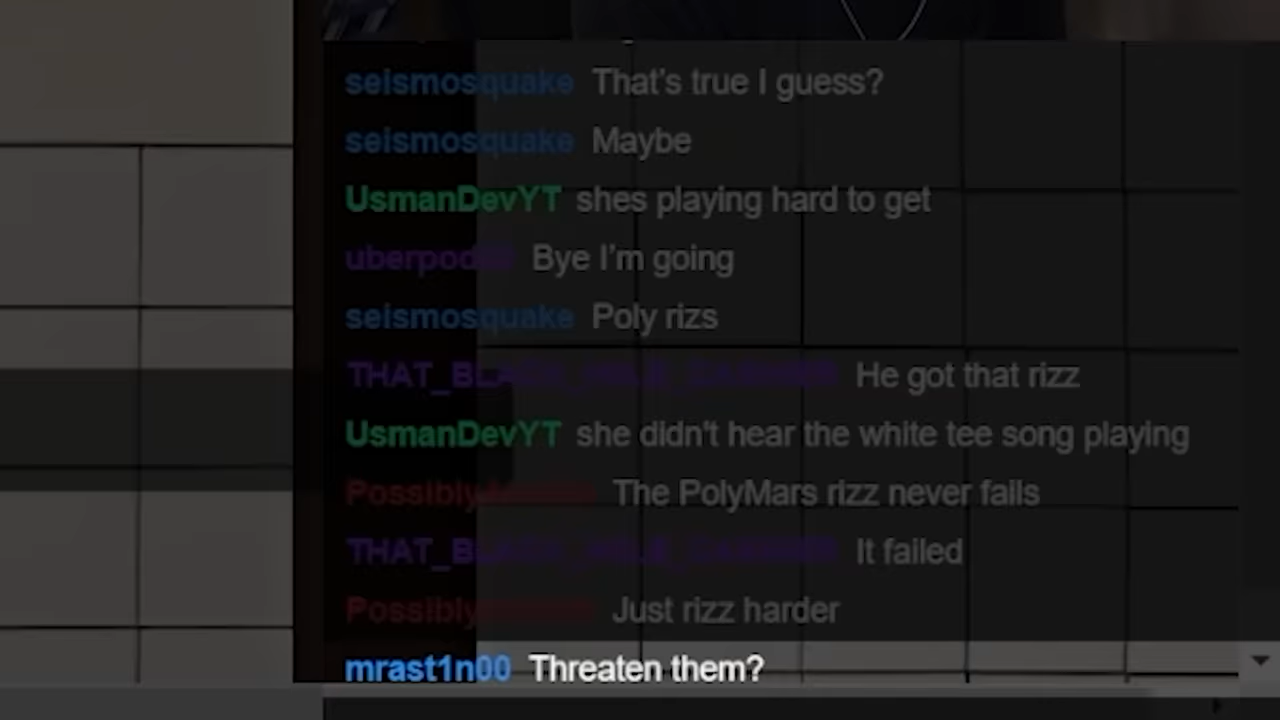 seismosquake That's true I guess?
seismosquake Maybe
UsmanDevYT shes playing hard to get
Bye I'm going
seismosquake Poly rizs
He got that rizz
UsmanDevYT she didn't hear the white tee song playing
The PolyMars rizz never fails
It failed
Just rizz harder
mrast1n00 Threaten them?